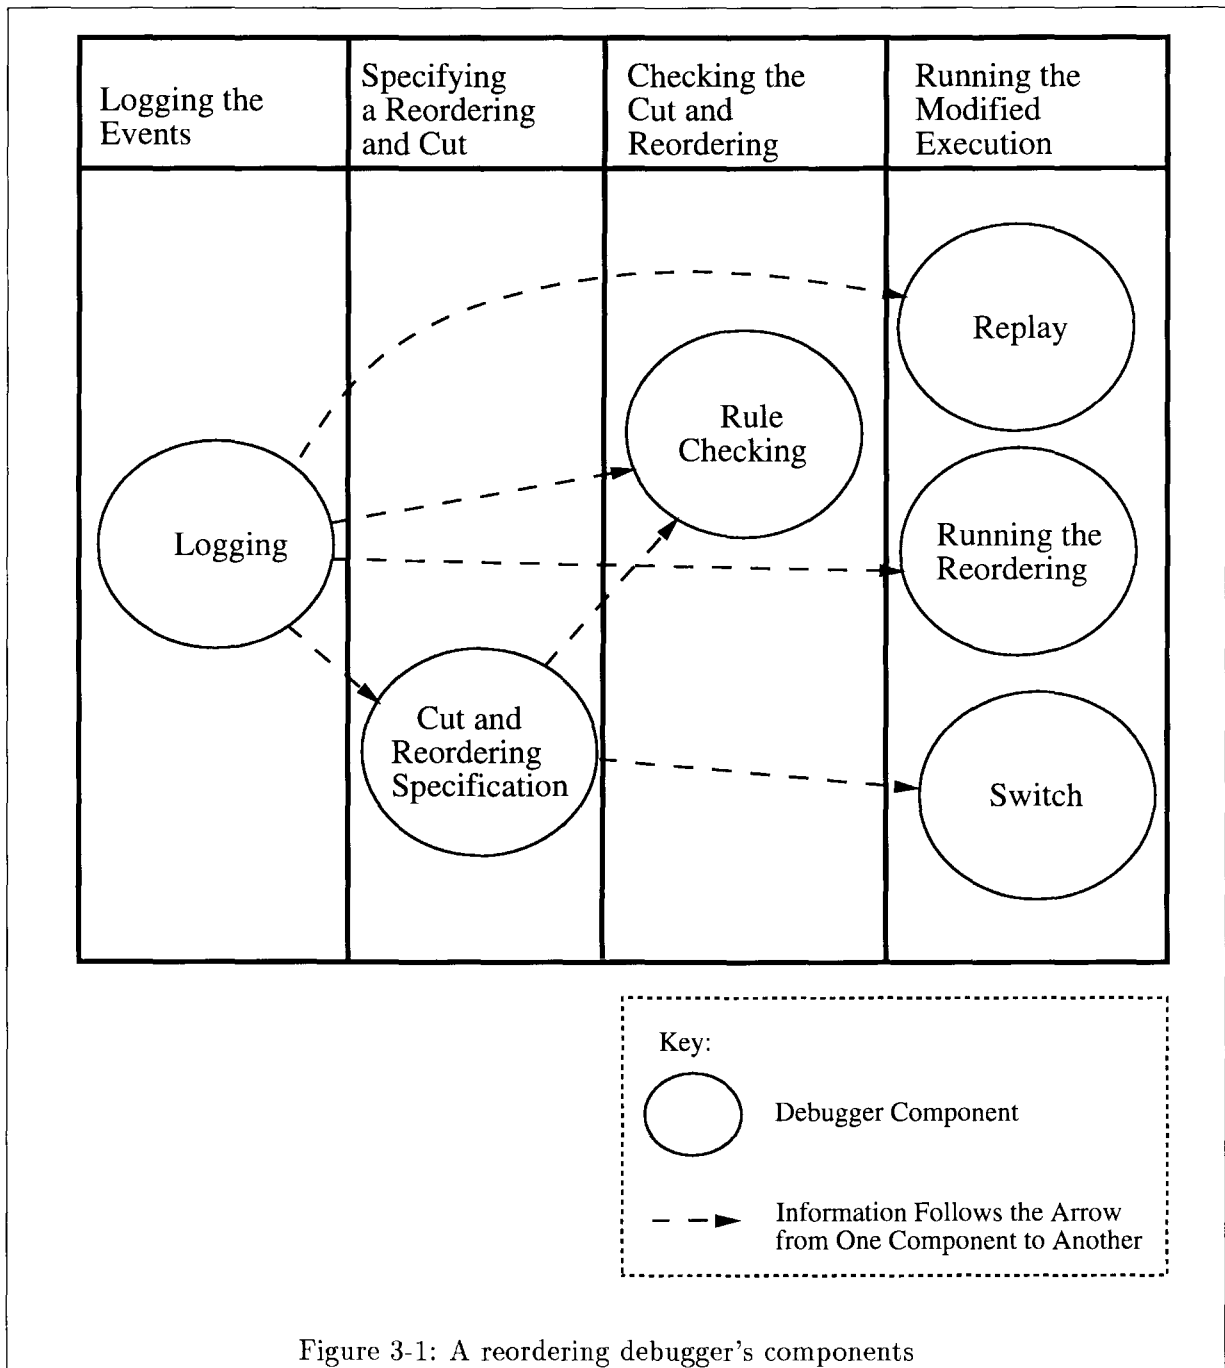 Logging the
Events
Specifying
a Reordering
and Cut
Checking the
Cut and
Reordering
Running the
Modified
Execution
Replay
Rule
Checking
Logging
Running the
Reordering
Cut and
Reordering
Specification
Switch
Key:
Debugger Component
Information Follows the Arrow
from One Component to Another
Figure 3-1: A reordering debugger's components